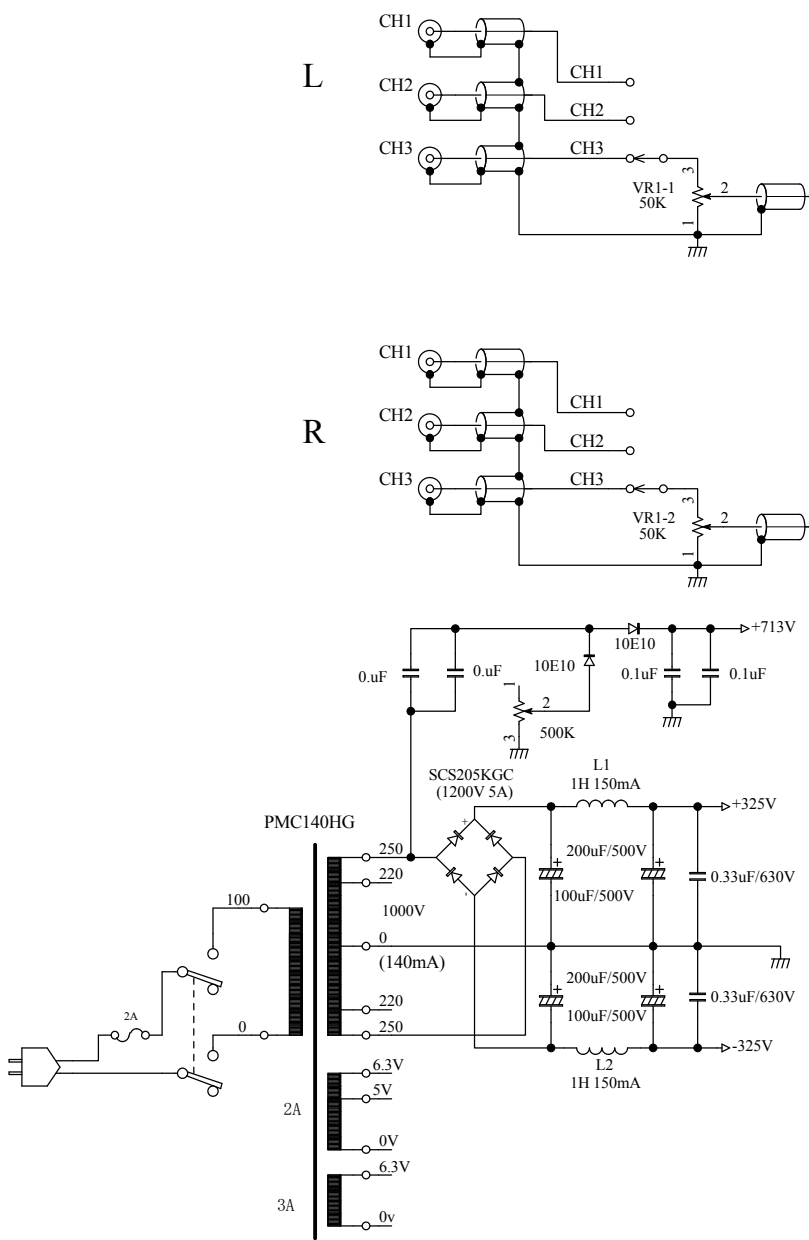 L
CH1
CH1
CH2
CH2
CH3
CH3
3
VR1-1
50K
2
1
R
CH1
CH1
CH2
CH2
CH3
CH3
3
VR1-2
50K
2
1
+713V
10E10
0.uF
0.uF
10E10
0.1uF
0.1uF
1
2
3
500K
SCS205KGC
(1200V 5A)
L1
1H 150mA
+325V
PMC140HG
+
-
250
220
1000V
0
(140mA)
220
250
100
0
2A
+
200uF/500V
+
100uF/500V
0.33uF/630V
+
200uF/500V
+
100uF/500V
0.33uF/630V
-325V
L2
1H 150mA
6.3V
5V
2A
0V
6.3V
3A
0v